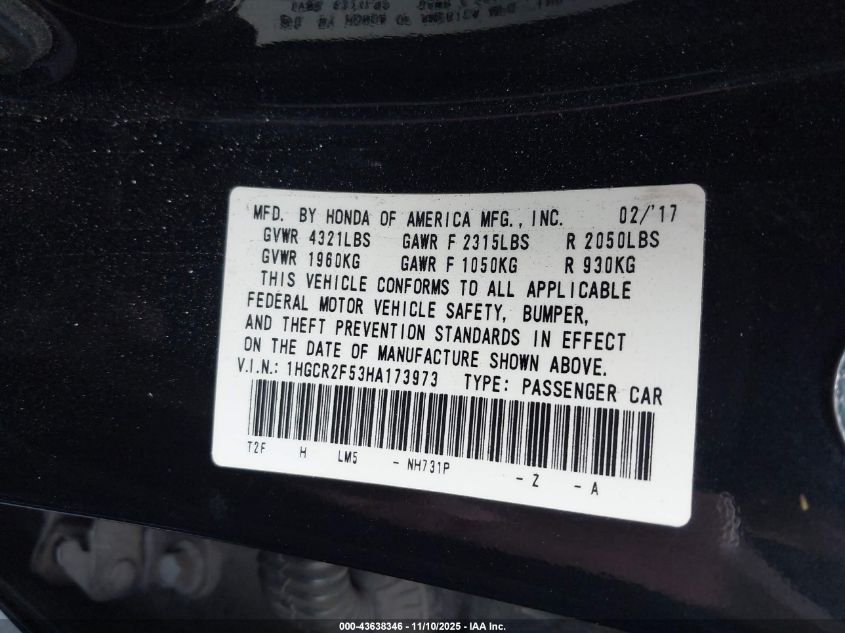 MFD. BY HONDA OF AMERICA MFG., INC. 02/'17
GVWR 4321LBS GAWR F 2315LBS R 2050LBS
GVWR 1960KG GAWR F 1050KG R 930KG
THIS VEHICLE CONFORMS TO ALL APPLICABLE
FEDERAL MOTOR VEHICLE SAFETY, BUMPER,
AND THEFT PREVENTION STANDARDS IN EFFECT
ON THE DATE OF MANUFACTURE SHOWN ABOVE.
V.I.N.: 1HGCR2F53HA173973 TYPE: PASSENGER CAR
T2F H LM5 - NH731P - Z - A
000-43638346 - 11/10/2025 - IAA Inc.